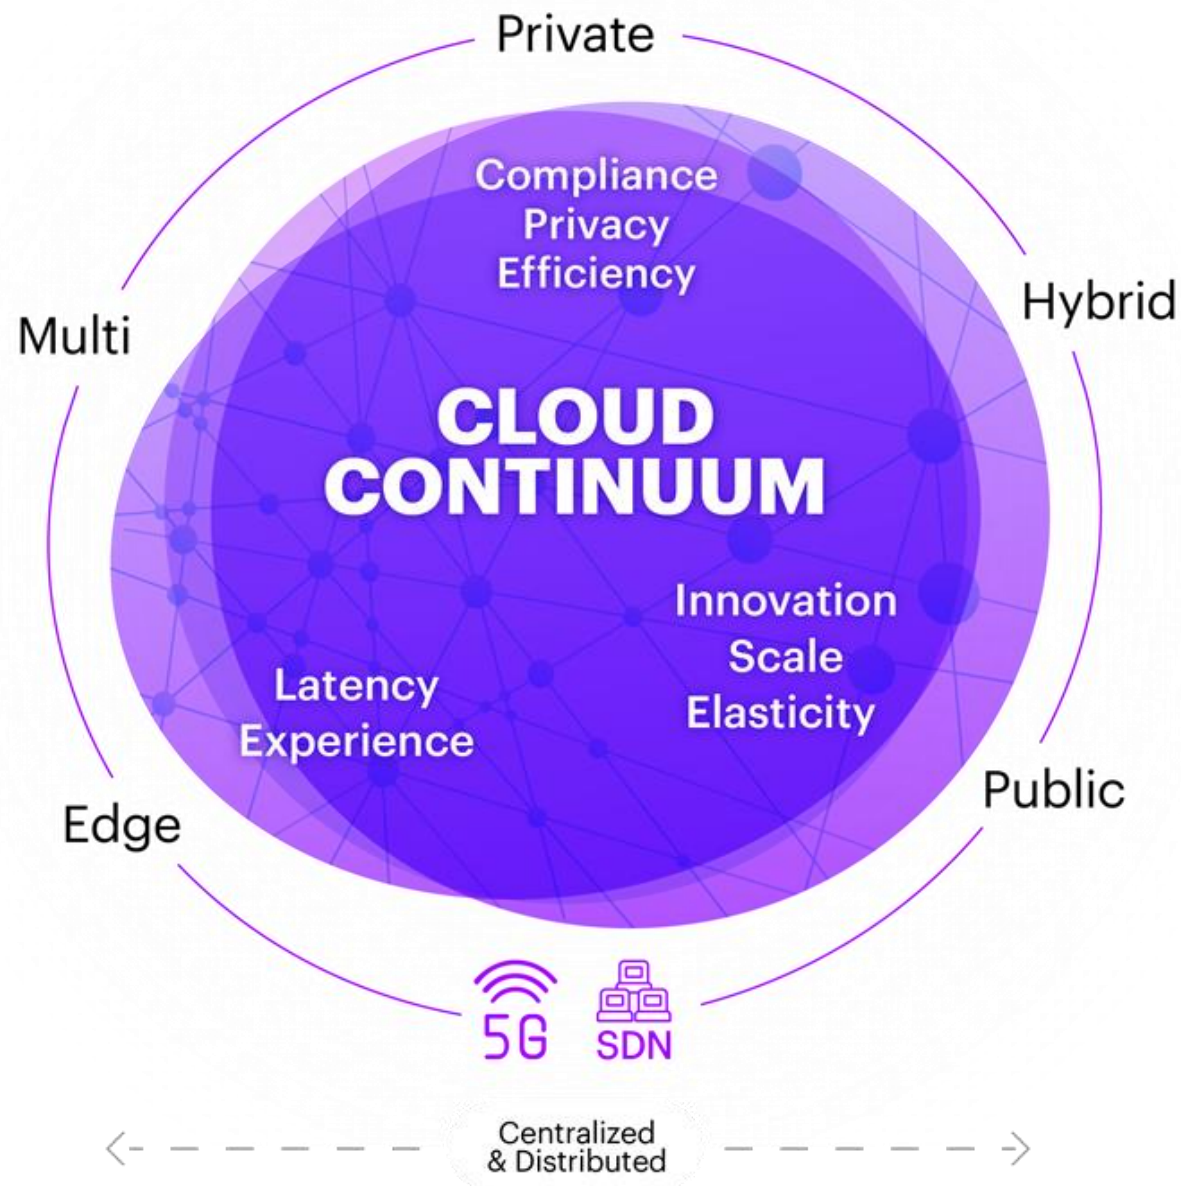 Private
Compliance
Privacy
Efficiency
Hybrid
Multi
CLOUD
CONTINUUM
Innovation
Scale
Elasticity
Latency
Experience
Public
Edge
5G
SDN
Centralized
& Distributed